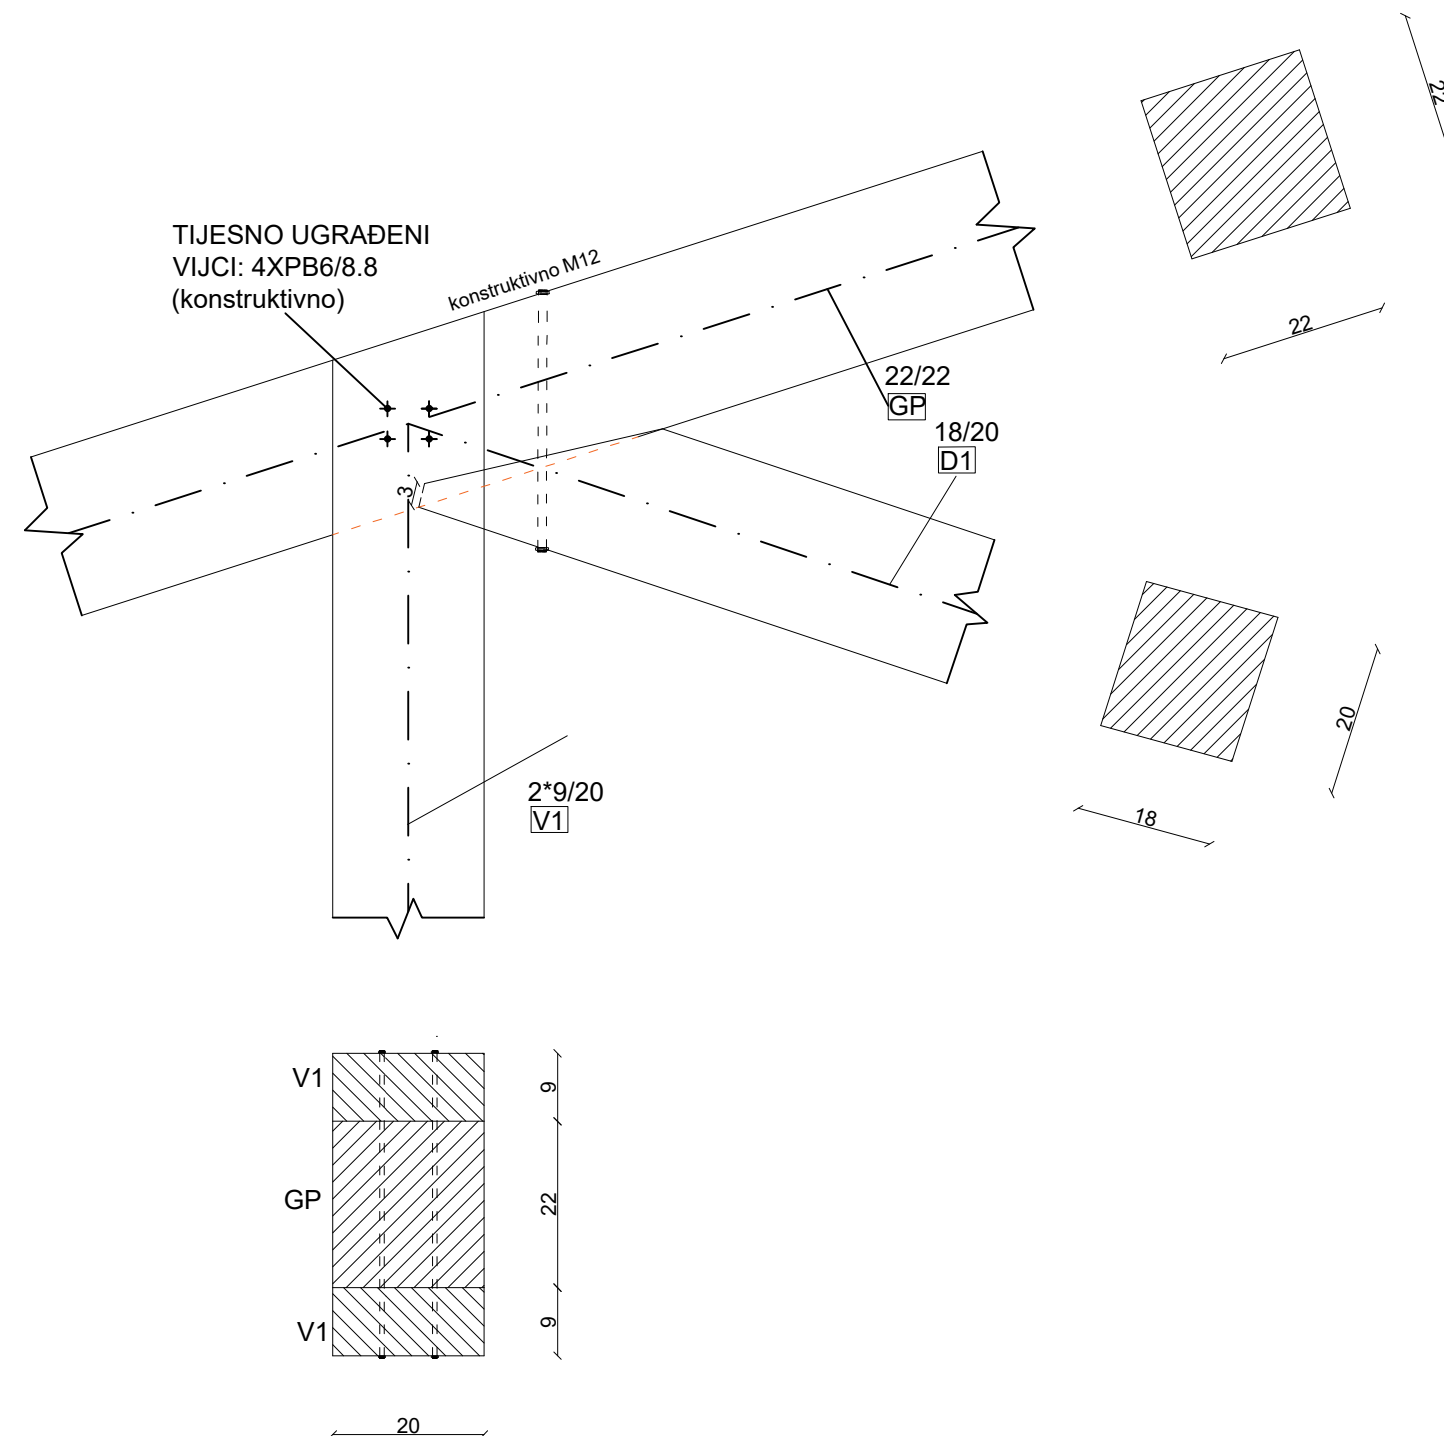 22
TIJESNO UGRAĐENI
VIJCI: 4XPB6/8.8
(konstruktivno)
konstruktivno M12
22
22/22
GP
18/20
D1
3
20
2*9/20
V1
18
V1
9
GP
22
V1
9
20